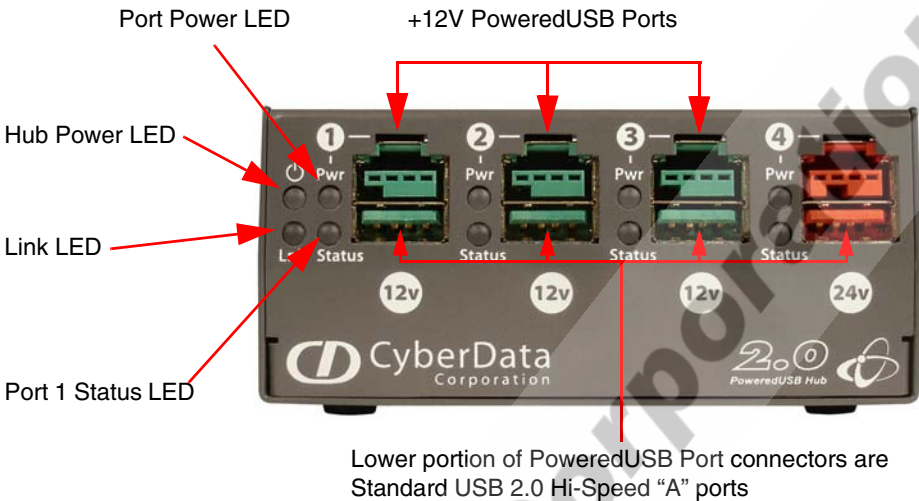 Port Power LED
+12V PoweredUSB Ports
Hub Power LED
1
2
3
4
Pwr
Pwr
Pwr
Pwr
Link LED
Status
Status
Status
Status
12v
12v
12v
24v
CyberData
Corporation
2.0
PoweredUSB Hub
Port 1 Status LED
Lower portion of PoweredUSB Port connectors are
Standard USB 2.0 Hi-Speed “A” ports